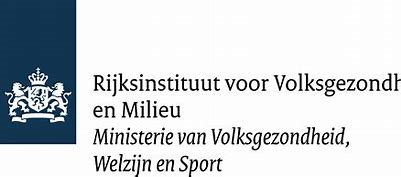 Rijksinstituut voor Volksgezondh
en Milieu
Ministerie van Volksgezondheid,
Welzijn en Sport